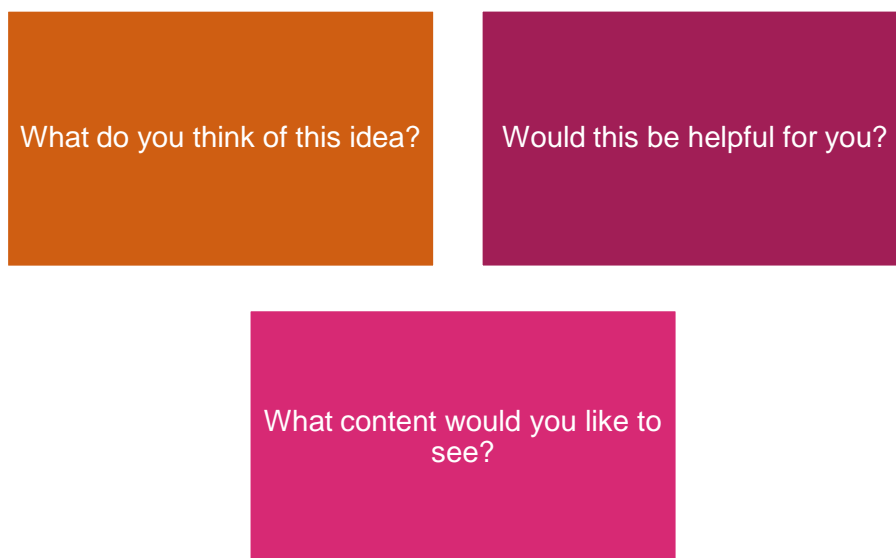 What do you think of this idea?
Would this be helpful for you?
What content would you like to
see?